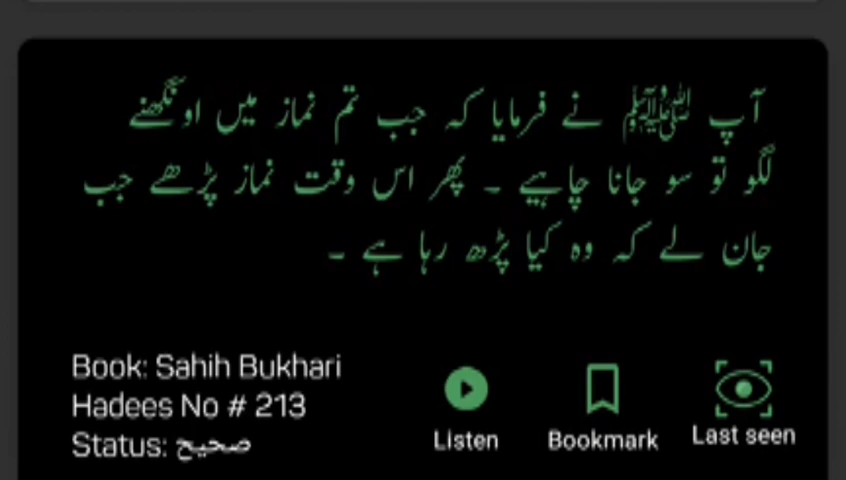 آپ ﷺ نے فرمایا کہ جب تم نماز میں اونگھنے
لگو تو سو جانا چاہیے ۔ پھر اس وقت نماز پڑھے جب
جان لے کہ وہ کیا پڑھ رہا ہے ۔
Book: Sahih Bukhari
Hadees No # 213
Status: صحیح
Listen
Bookmark
Last seen